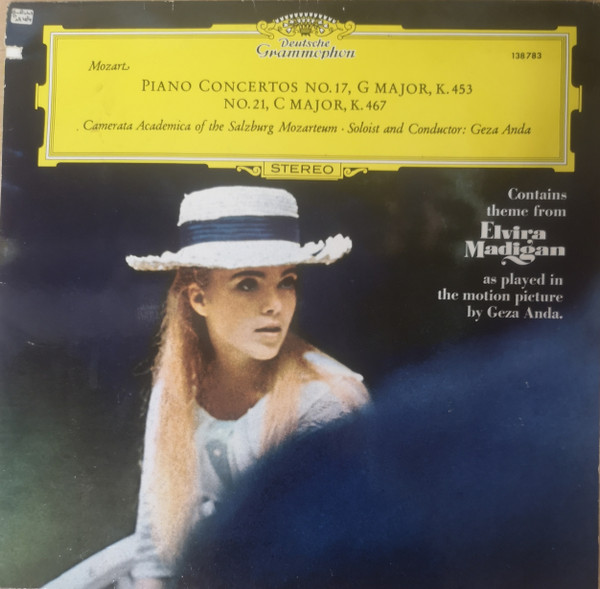 Deutsche
Grammophon
138 783
Mozart
PIANO CONCERTOS NO.17, G MAJOR, K.453
NO.21, C MAJOR, K.467
Camerata Academica of the Salzburg Mozarteum · Soloist and Conductor: Geza Anda
STEREO
Contains
theme from
Elvira
Madigan
as played in
the motion picture
by Geza Anda.